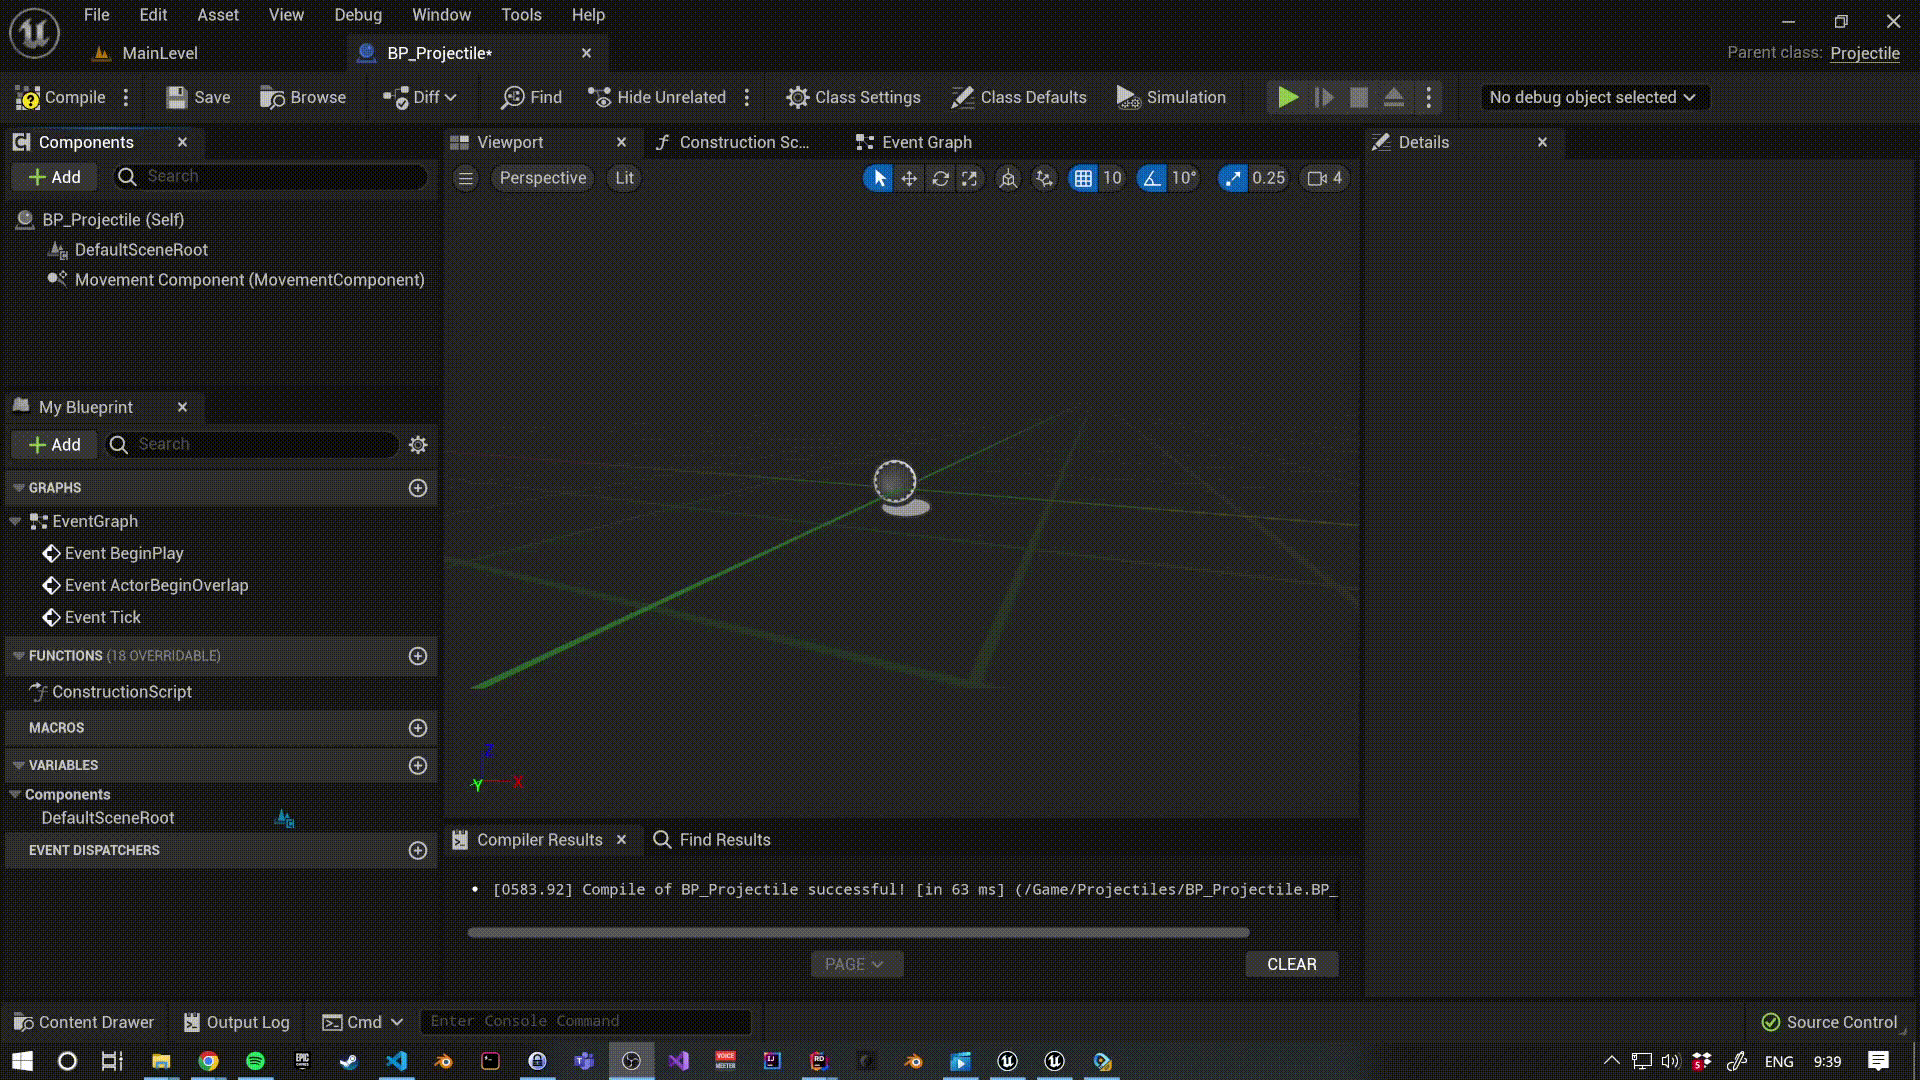 File Edit Asset View Debug Window Tools Help
MainLevel
BP_Projectile*
Parent class: Projectile
Compile Save Browse Diff Find Hide Unrelated Class Settings Class Defaults Simulation No debug object selected
Components
Viewport
Construction Sc...
Event Graph
Details
Add Search
Perspective Lit 10 10° 0.25 4
BP_Projectile (Self)
DefaultSceneRoot
Movement Component (MovementComponent)
My Blueprint
Add Search
GRAPHS
EventGraph
Event BeginPlay
Event ActorBeginOverlap
Event Tick
FUNCTIONS (18 OVERRIDABLE)
ConstructionScript
MACROS
VARIABLES
Components
DefaultSceneRoot
EVENT DISPATCHERS
Z
Y X
Compiler Results
Find Results
[0583.92] Compile of BP_Projectile successful! [in 63 ms] (/Game/Projectiles/BP_Projectile.BP_
PAGE
CLEAR
Content Drawer Output Log Cmd Enter Console Command Source Control
ENG 9:39